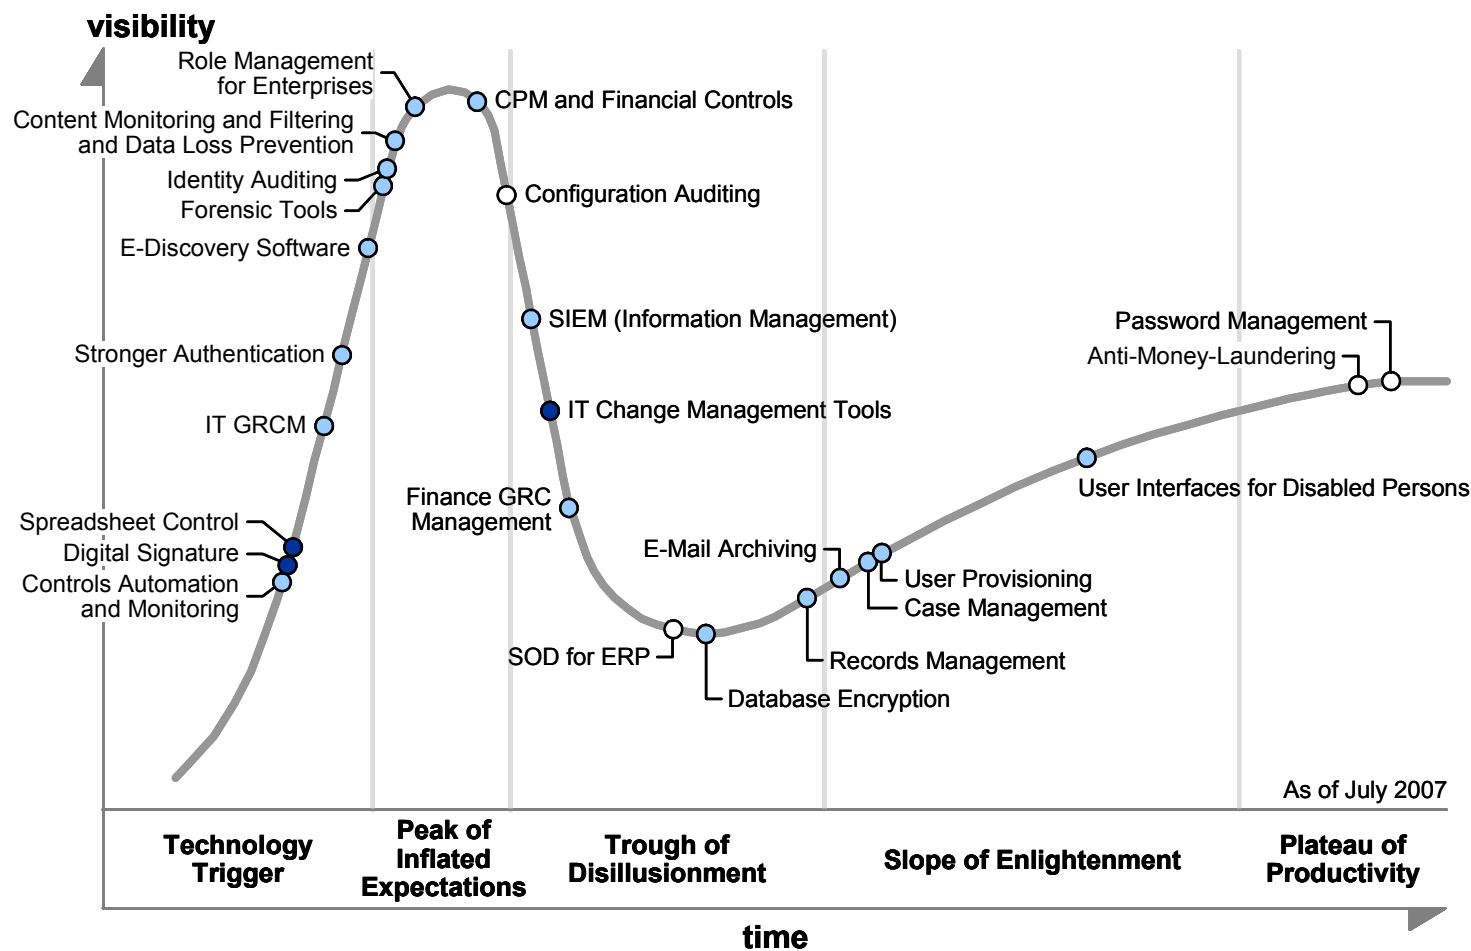 visibility
Role Management
for Enterprises
CPM and Financial Controls
Content Monitoring and Filtering
and Data Loss Prevention
Identity Auditing
Configuration Auditing
Forensic Tools
E-Discovery Software
SIEM (Information Management)
Password Management
Stronger Authentication
Anti-Money-Laundering
IT Change Management Tools
IT GRCM
User Interfaces for Disabled Persons
Finance GRC
Management
Spreadsheet Control
Digital Signature
Controls Automation
and Monitoring
E-Mail Archiving
User Provisioning
Case Management
SOD for ERP
Records Management
Database Encryption
As of July 2007
Technology
Trigger
Peak of
Inflated
Expectations
Trough of
Disillusionment
Slope of Enlightenment
Plateau of
Productivity
time